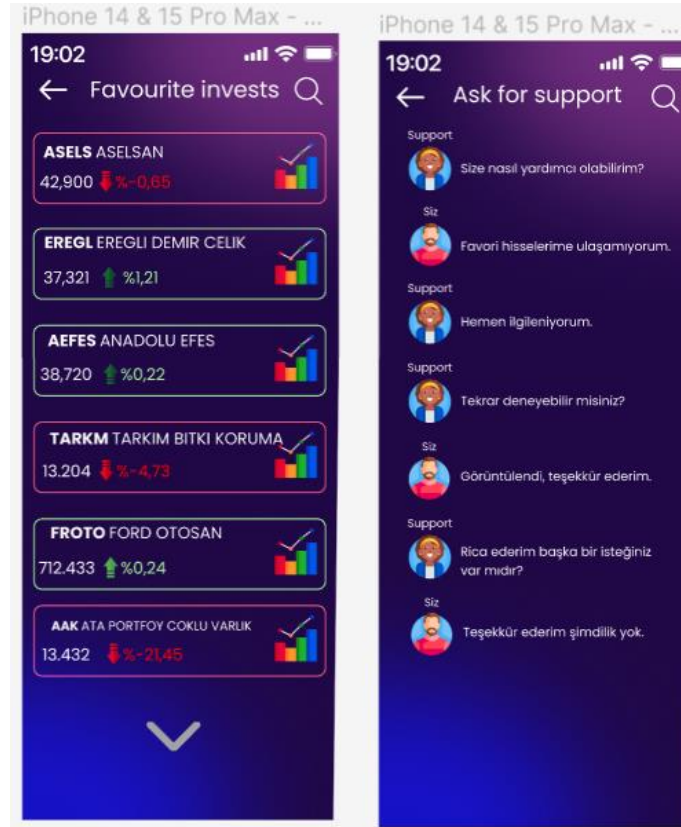 iPhone 14 & 15 Pro Max - ...
19:02
Favourite invests
ASELS ASELSAN
42,900 %-0,65
EREGL EREGLI DEMIR CELIK
37,321 %1,21
AEFES ANADOLU EFES
38,720 %0,22
TARKM TARKIM BITKI KORUMA
13.204 %-4,73
FROTO FORD OTOSAN
712.433 %0,24
AAK ATA PORTFOY COKLU VARLIK
13.432 %-21,45
iPhone 14 & 15 Pro Max - ...
19:02
Ask for support
Support
Size nasıl yardımcı olabilirim?
Siz
Favori hisselerime ulaşamıyorum.
Support
Hemen ilgileniyorum.
Support
Tekrar deneyebilir misiniz?
Siz
Görüntülendi, teşekkür ederim.
Support
Rica ederim başka bir isteğiniz
var mıdır?
Siz
Teşekkür ederim şimdilik yok.